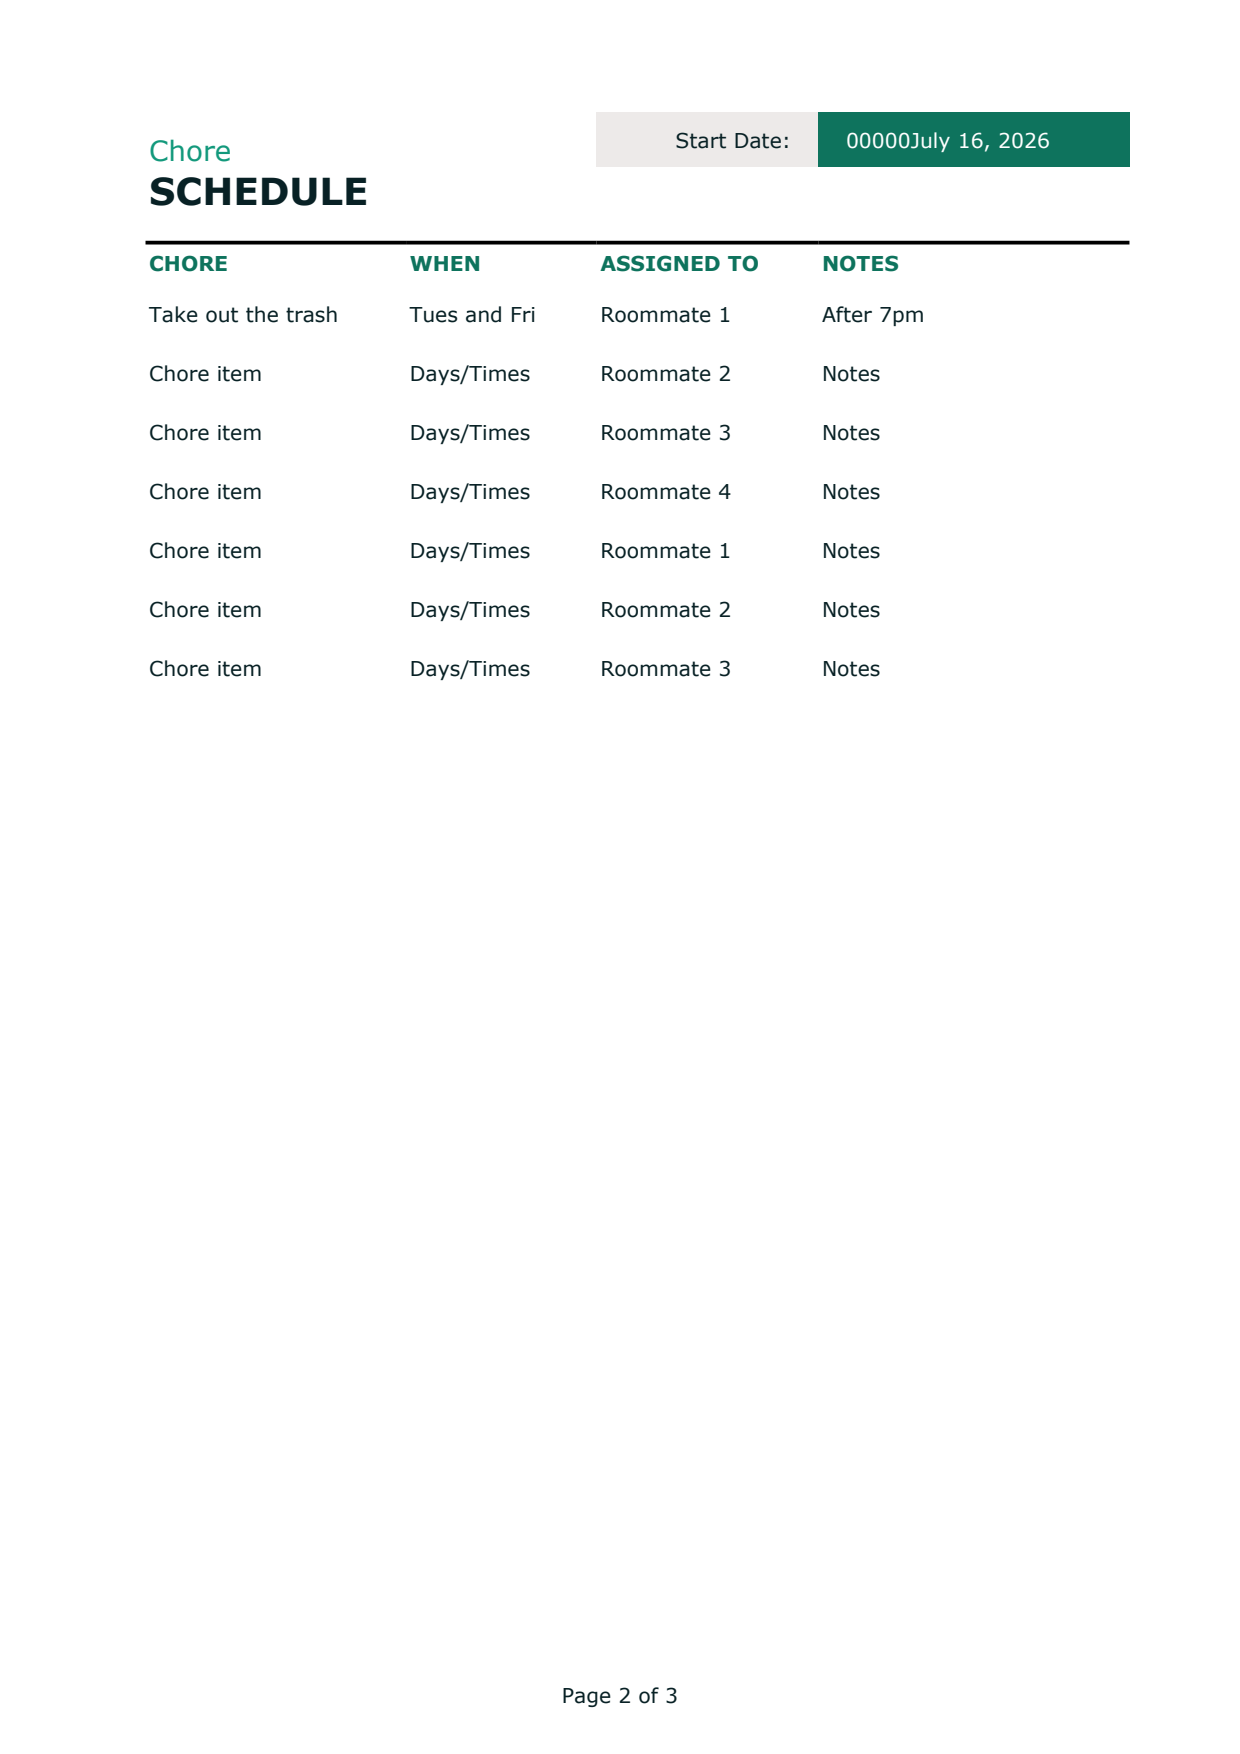 Chore
SCHEDULE
Start Date: 00000July 16, 2026
CHORE WHEN ASSIGNED TO NOTES
Take out the trash Tues and Fri Roommate 1 After 7pm
Chore item Days/Times Roommate 2 Notes
Chore item Days/Times Roommate 3 Notes
Chore item Days/Times Roommate 4 Notes
Chore item Days/Times Roommate 1 Notes
Chore item Days/Times Roommate 2 Notes
Chore item Days/Times Roommate 3 Notes
Page 2 of 3